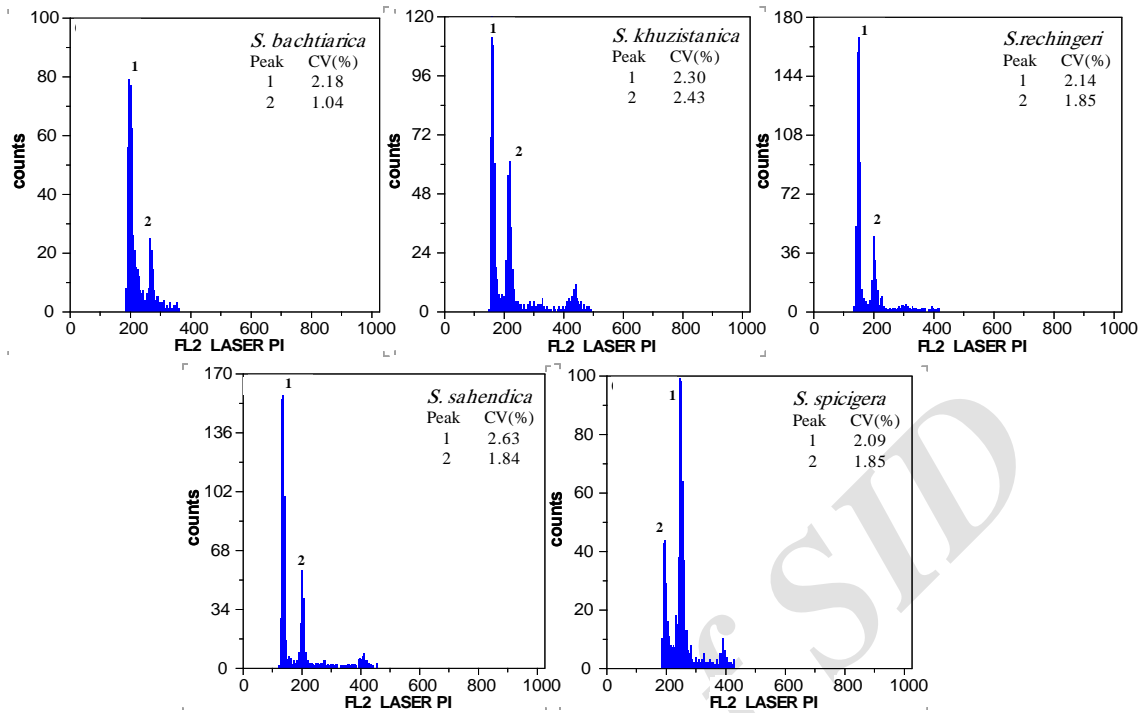 100
80
60
40
20
0
counts
S. bachtiarica
Peak CV(%)
1 2.18
2 1.04
1
2
0 200 400 600 800 1000
FL2 LASER PI
120
96
72
48
24
0
counts
S. khuzistanica
Peak CV(%)
1 2.30
2 2.43
1
2
0 200 400 600 800 1000
FL2 LASER PI
180
144
108
72
36
0
counts
S.rechingeri
Peak CV(%)
1 2.14
2 1.85
1
2
0 200 400 600 800 1000
FL2 LASER PI
170
136
102
68
34
0
counts
S. sahendica
Peak CV(%)
1 2.63
2 1.84
1
2
0 200 400 600 800 1000
FL2 LASER PI
100
80
60
40
20
0
counts
S. spicigera
Peak CV(%)
1 2.09
2 1.85
1
2
0 200 400 600 800 1000
FL2 LASER PI
f SID